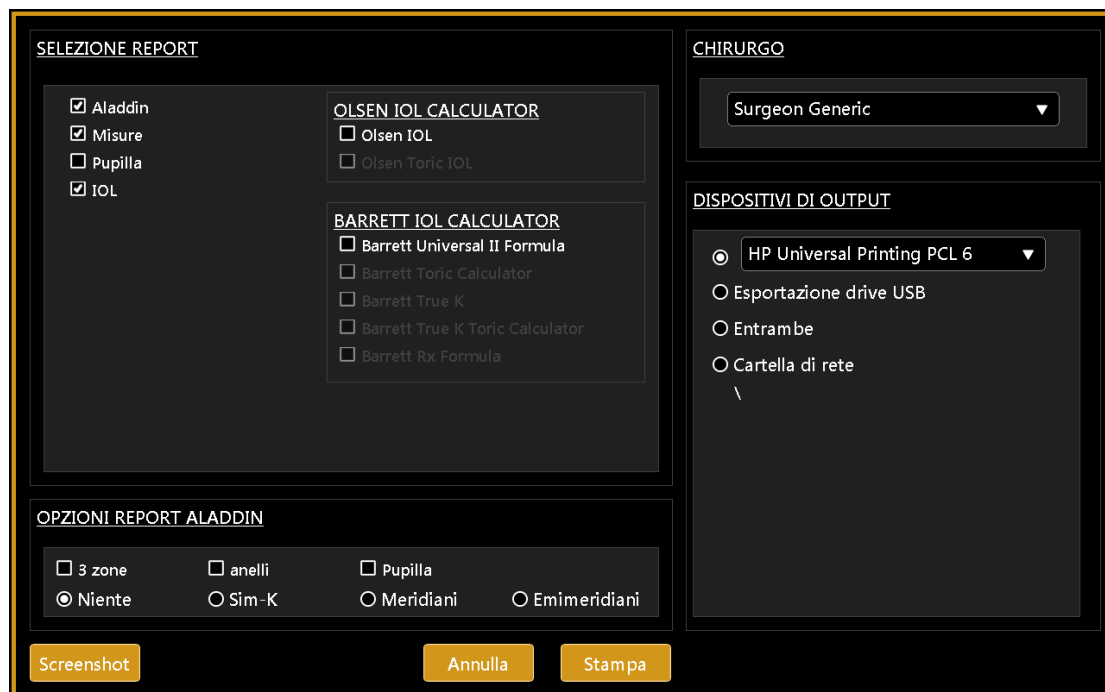 SELEZIONE REPORT
Aladdin
Misure
Pupilla
IOL
OLSEN IOL CALCULATOR
Olsen IOL
Olsen Toric IOL
BARRETT IOL CALCULATOR
Barrett Universal II Formula
Barrett Toric Calculator
Barrett True K
Barrett True K Toric Calculator
Barrett Rx Formula
CHIRURGO
Surgeon Generic
DISPOSITIVI DI OUTPUT
HP Universal Printing PCL 6
Esportazione drive USB
Entrambe
Cartella di rete
\
OPZIONI REPORT ALADDIN
3 zone anelli Pupilla
Niente Sim-K Meridiani Emimeridiani
Screenshot Annulla Stampa